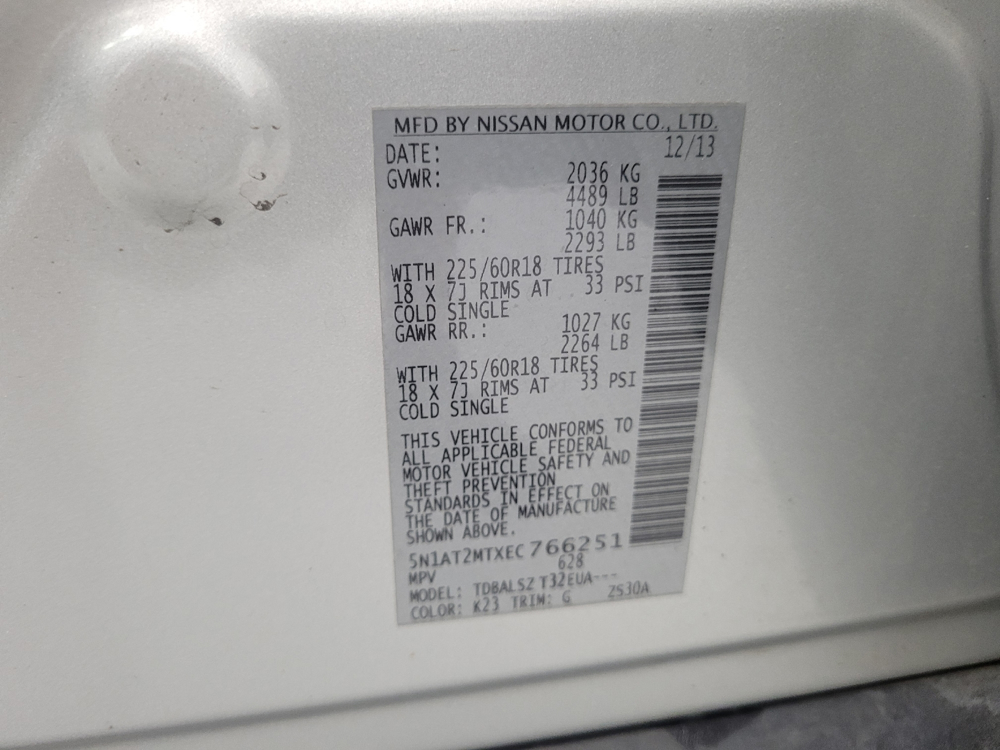 MFD BY NISSAN MOTOR CO., LTD.
DATE: 12/13
GVWR: 2036 KG
4489 LB
GAWR FR.: 1040 KG
2293 LB
WITH 225/60R18 TIRES
18 X 7J RIMS AT 33 PSI
COLD SINGLE
GAWR RR.: 1027 KG
2264 LB
WITH 225/60R18 TIRES
18 X 7J RIMS AT 33 PSI
COLD SINGLE
THIS VEHICLE CONFORMS TO
ALL APPLICABLE FEDERAL
MOTOR VEHICLE SAFETY AND
THEFT PREVENTION
STANDARDS IN EFFECT ON
THE DATE OF MANUFACTURE
SHOWN ABOVE.
5N1AT2MTXEC766251
628
MPV
MODEL: TDBALSZ T32EUA---
COLOR: K23 TRIM: G 2S30A